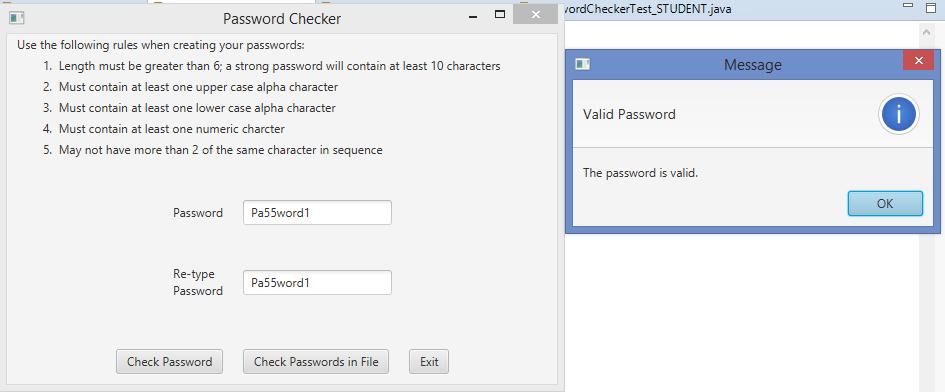 Password Checker
Use the following rules when creating your passwords:
1. Length must be greater than 6; a strong password will contain at least 10 characters
2. Must contain at least one upper case alpha character
3. Must contain at least one lower case alpha character
4. Must contain at least one numeric charcter
5. May not have more than 2 of the same character in sequence
Password Pa55word1
Re-type
Password
Pa55word1
Check Password Check Passwords in File Exit
wordCheckerTest_STUDENT.java
Message
Valid Password
The password is valid.
OK